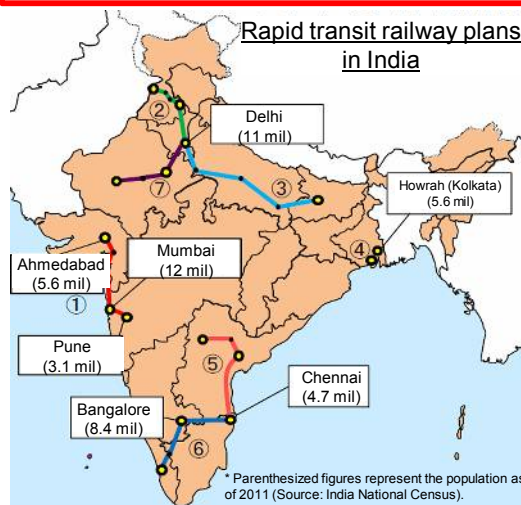 Rapid transit railway plans
in India
②
Delhi
(11 mil)
⑦
③
Howrah (Kolkata)
(5.6 mil)
④
Ahmedabad
(5.6 mil)
Mumbai
(12 mil)
①
Pune
(3.1 mil)
⑤
Chennai
(4.7 mil)
Bangalore
(8.4 mil)
⑥
* Parenthesized figures represent the population as
of 2011 (Source: India National Census).